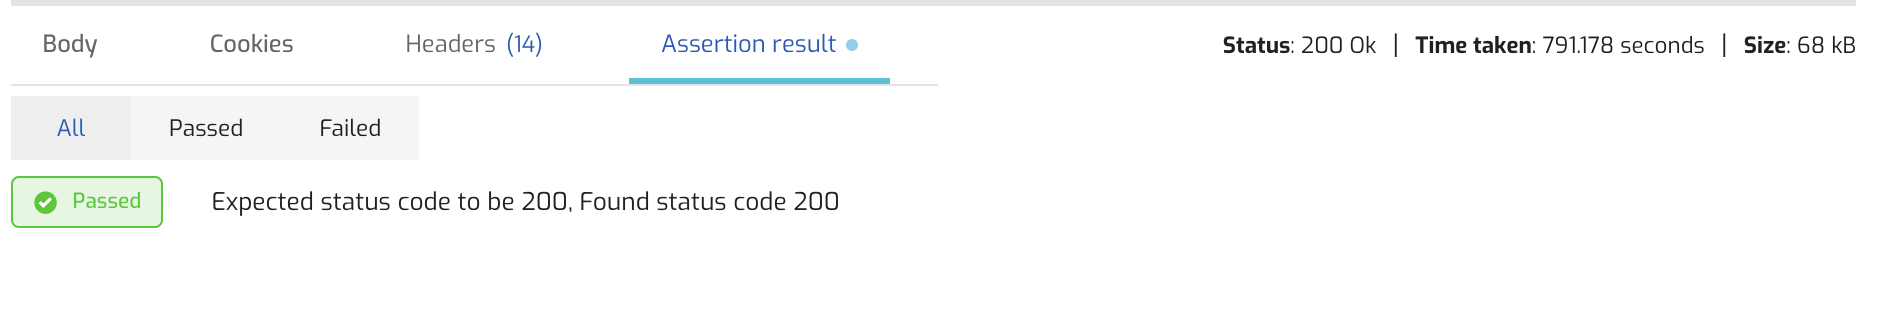 Body Cookies Headers (14) Assertion result Status: 200 Ok | Time taken: 791.178 seconds | Size: 68 kB
All Passed Failed
Passed Expected status code to be 200, Found status code 200